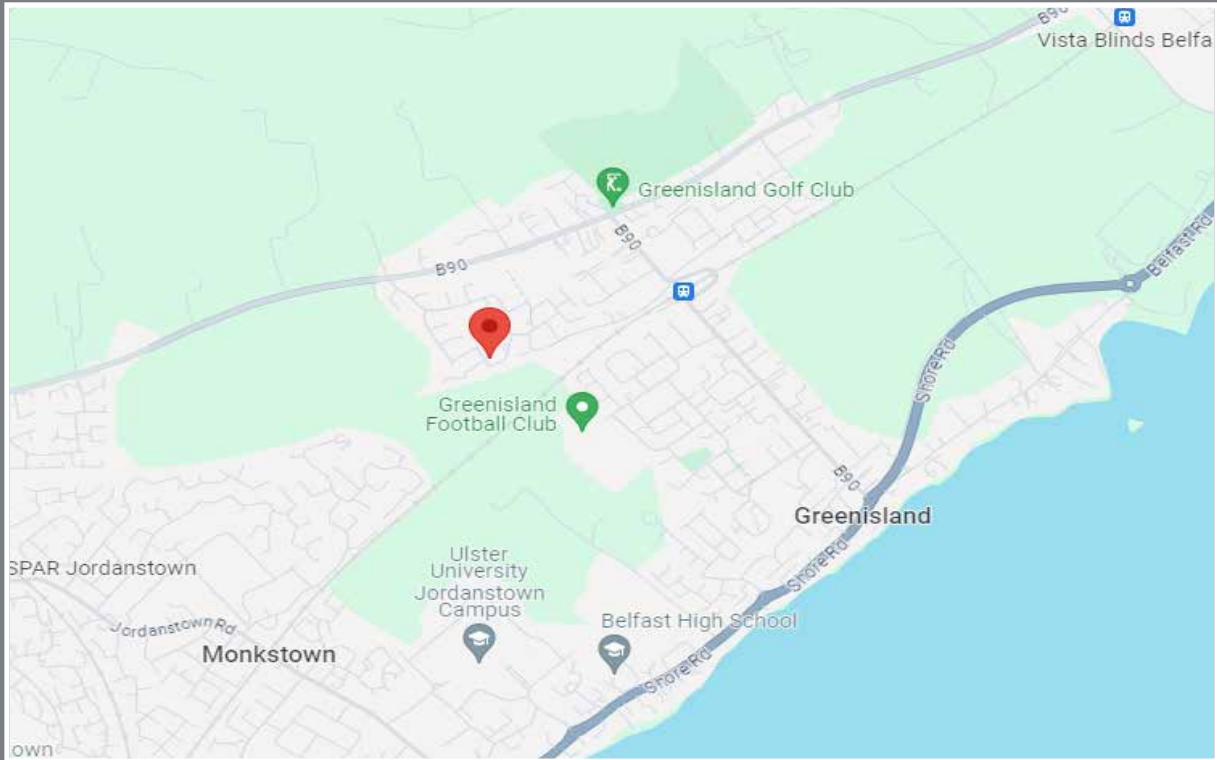 B90
Vista Blinds Belfa
Greenisland Golf Club
B90
B90
Belfast Rd
Shore Rd
Greenisland
Football Club
B90
Greenisland
Shore Rd
Ulster
University
Jordanstown
Campus
SPAR Jordanstown
Jordanstown Rd
Belfast High School
Monkstown
Shore Rd
own